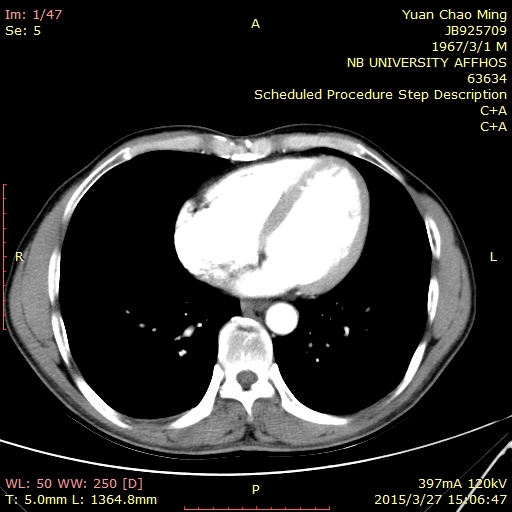 Im: 1/47
Se: 5
A
Yuan Chao Ming
JB925709
1967/3/1 M
NB UNIVERSITY AFFHOS
63634
Scheduled Procedure Step Description
C+A
C+A
R
L
WL: 50 WW: 250 [D]
T: 5.0mm L: 1364.8mm
P
397mA 120kV
2015/3/27 15:06:47